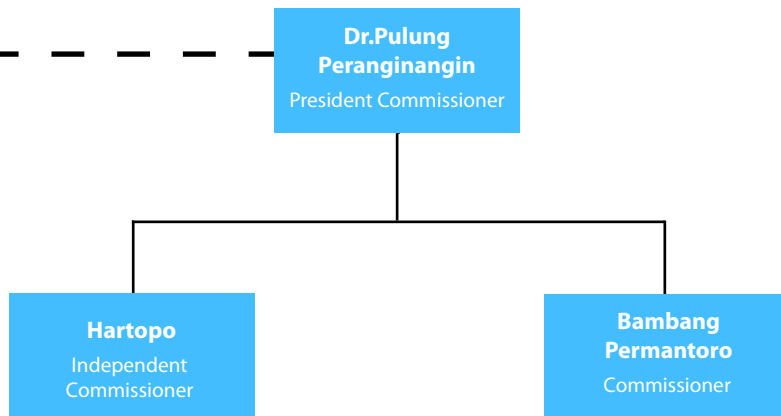 Dr.Pulung
Peranginangin
President Commissioner
Hartopo
Independent
Commissioner
Bambang
Permantoro
Commissioner